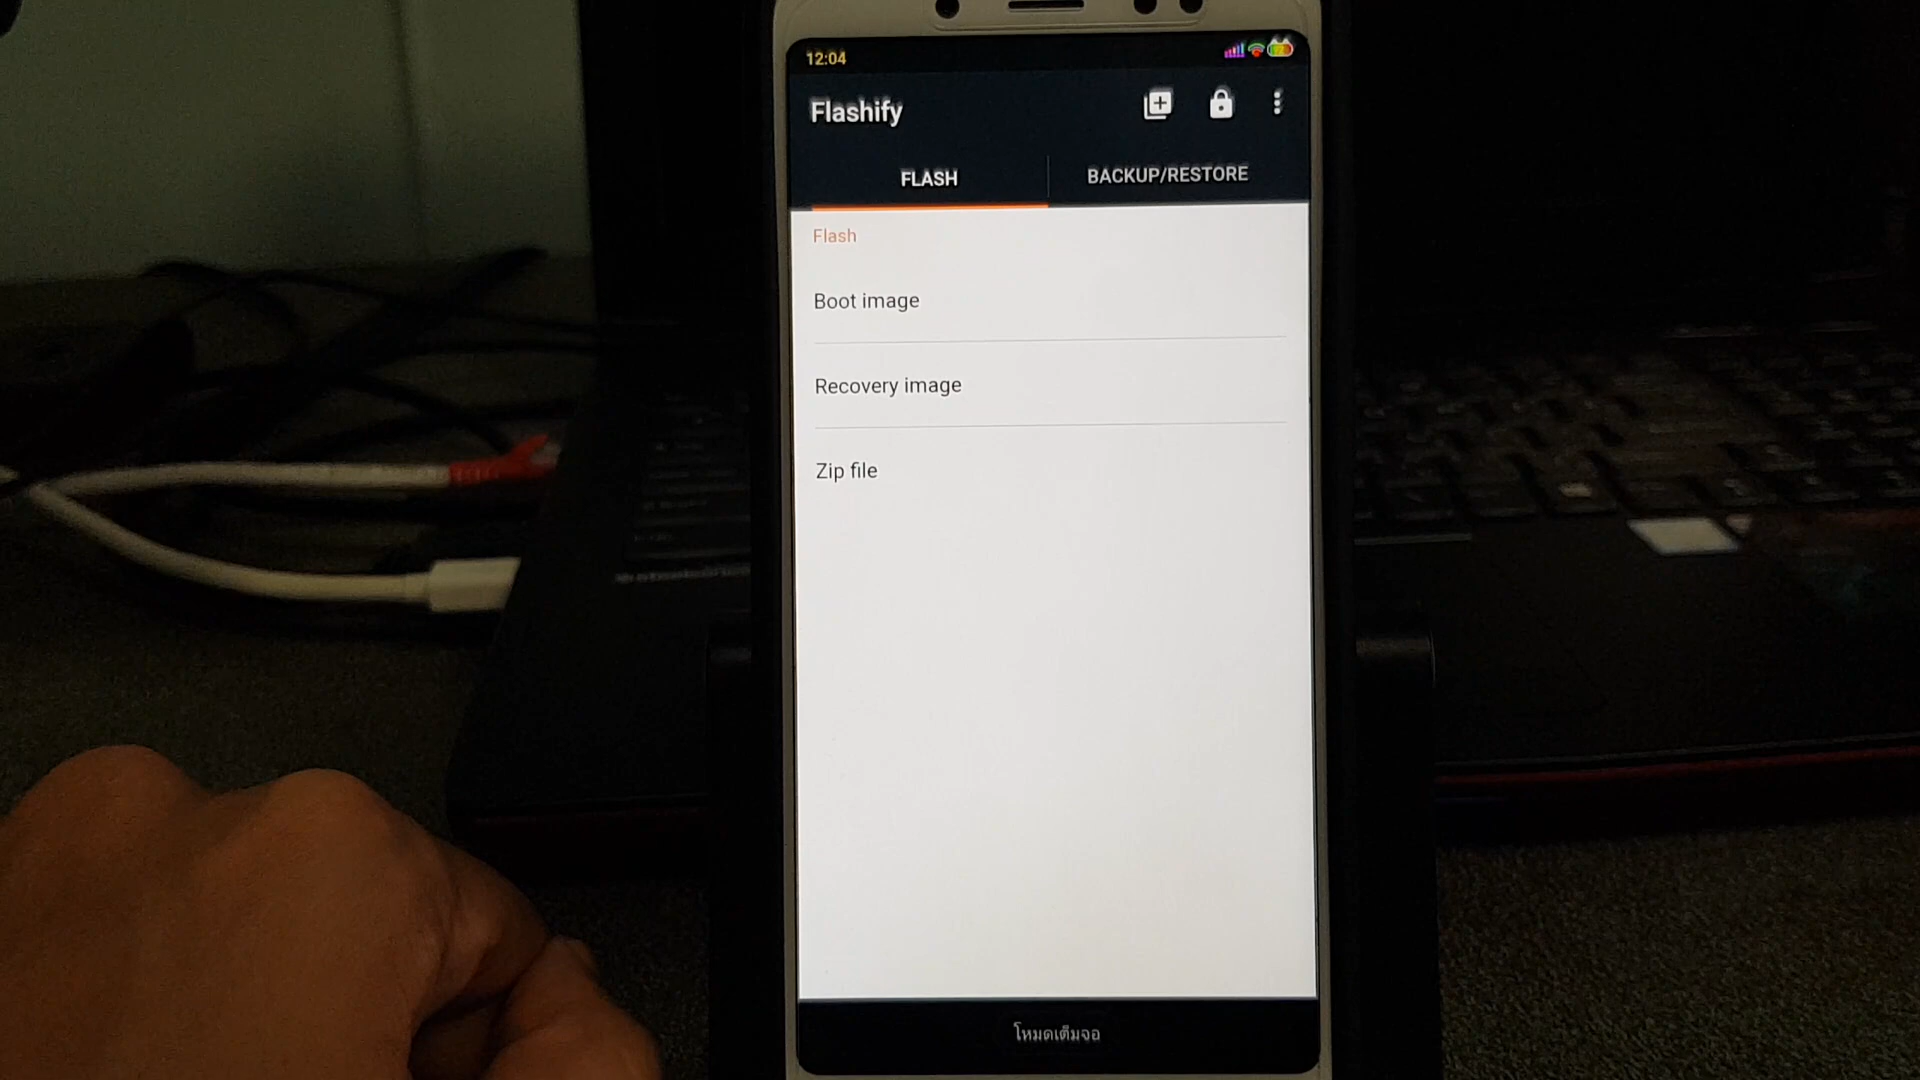 12:04
Flashify
FLASH
BACKUP/RESTORE
Flash
Boot image
Recovery image
Zip file
โหมดเต็มจอ